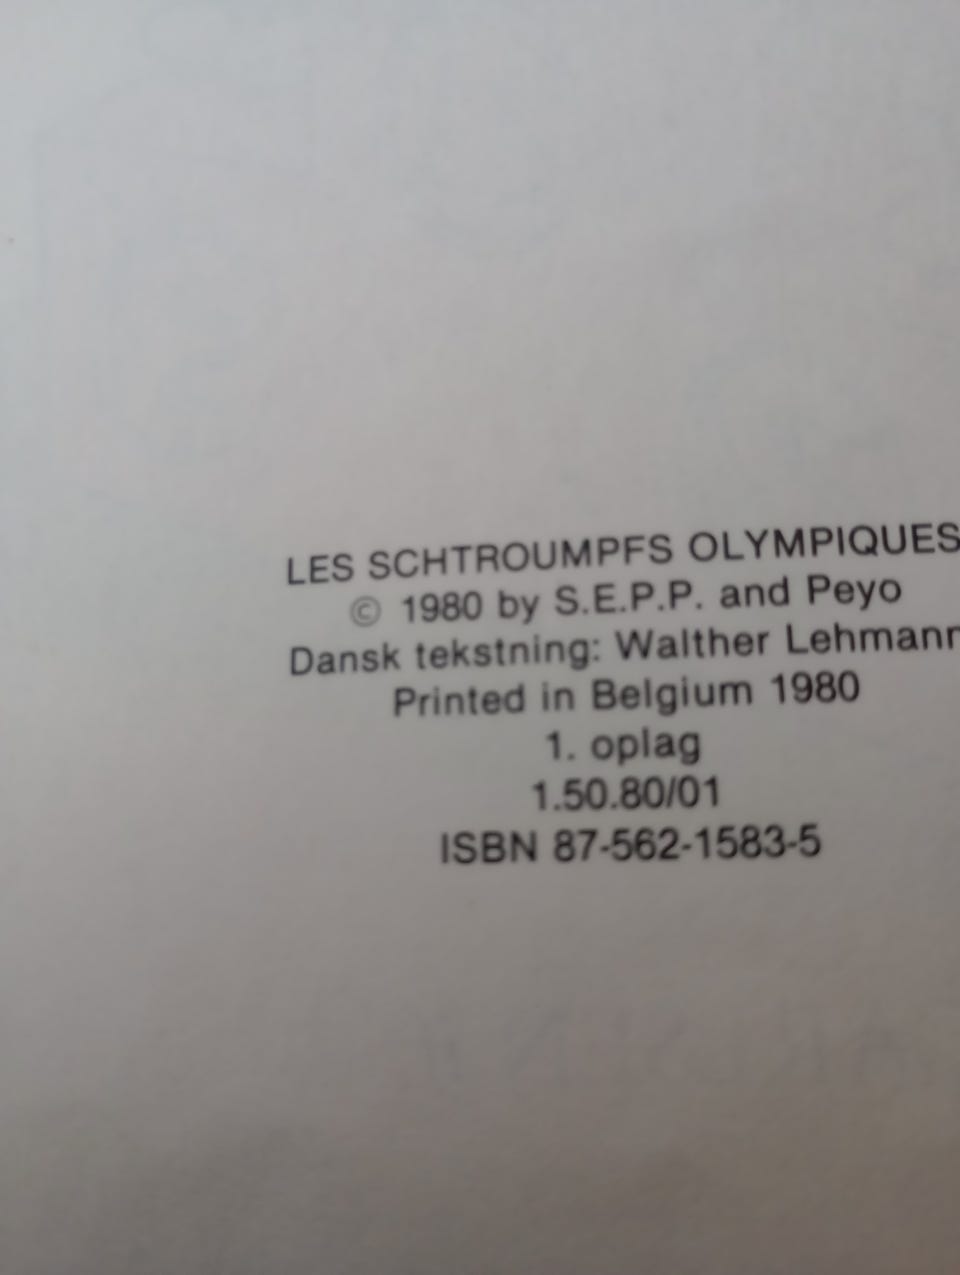 LES SCHTROUMPFS OLYMPIQUES
© 1980 by S.E.P.P. and Peyo
Dansk tekstning: Walther Lehmann
Printed in Belgium 1980
1. oplag
1.50.80/01
ISBN 87-562-1583-5